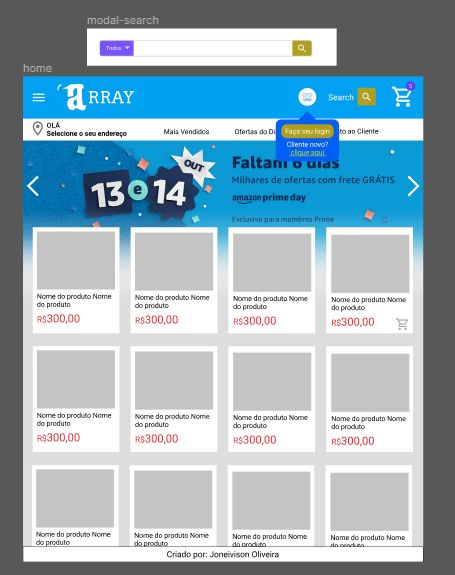 modal-search
Todos
home
ARRAY
Search
5
OLÁ
Selecione o seu endereço
Mais Vendidos
Ofertas do Di
to ao Cliente
Faça seu login
Cliente novo?
clique aqui
13 e 14
OUT
Faltam 6 dias
Milhares de ofertas com frete GRÁTIS
amazon prime day
Exclusivo para membros Prime
Nome do produto Nome do produto
R$300,00
Nome do produto Nome do produto
R$300,00
Nome do produto Nome do produto
R$300,00
Nome do produto Nome do produto
R$300,00
Nome do produto Nome do produto
R$300,00
Nome do produto Nome do produto
R$300,00
Nome do produto Nome do produto
R$300,00
Nome do produto Nome do produto
R$300,00
Nome do produto Nome do produto
Nome do produto Nome do produto
Nome do produto Nome do produto
Nome do produto Nome do produto
Criado por: Joneivison Oliveira